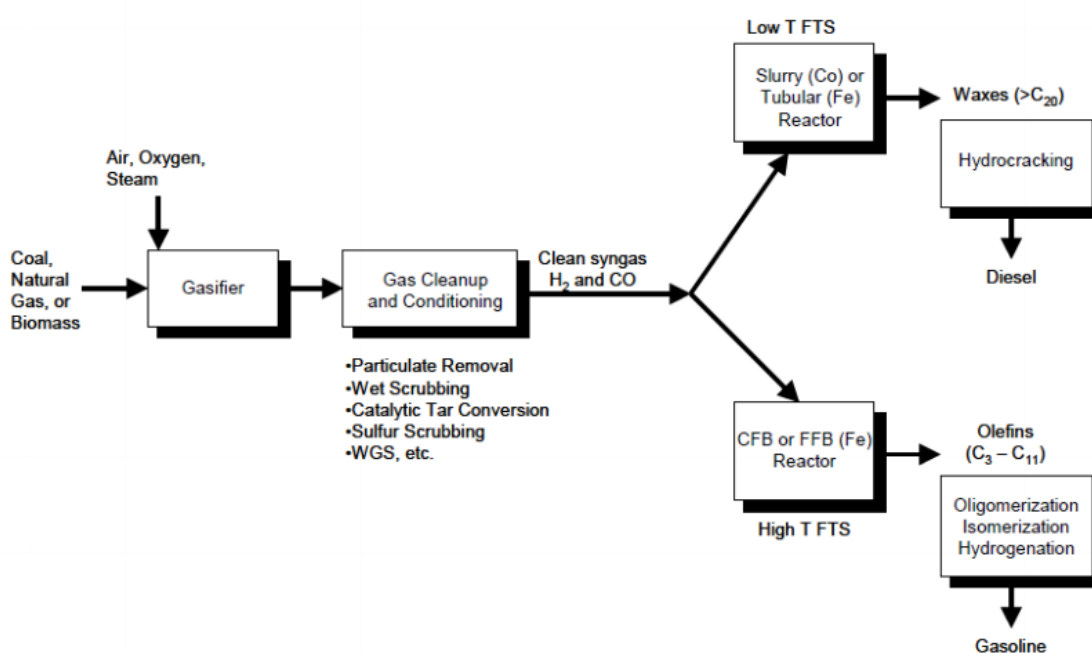 Low T FTS
Slurry (Co) or
Tubular (Fe)
Reactor
Waxes (>C₂₀)
Hydrocracking
Diesel
Air, Oxygen,
Steam
Coal,
Natural
Gas, or
Biomass
Gasifier
Gas Cleanup
and Conditioning
Clean syngas
H₂ and CO
•Particulate Removal
•Wet Scrubbing
•Catalytic Tar Conversion
•Sulfur Scrubbing
•WGS, etc.
CFB or FFB (Fe)
Reactor
High T FTS
Olefins
(C₃ – C₁₁)
Oligomerization
Isomerization
Hydrogenation
Gasoline